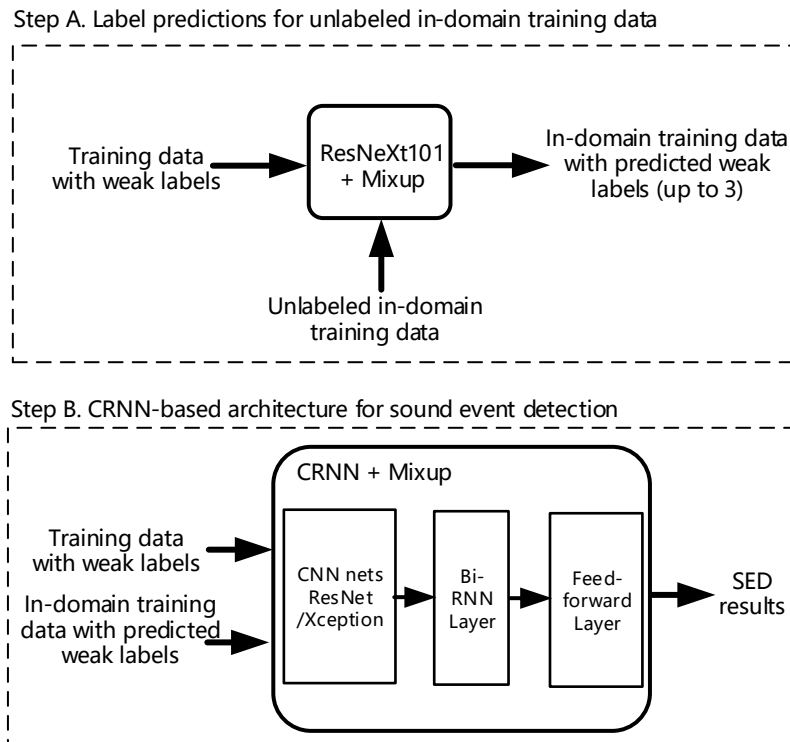 Step A. Label predictions for unlabeled in-domain training data
Training data
with weak labels
ResNeXt101
+ Mixup
In-domain training data
with predicted weak
labels (up to 3)
Unlabeled in-domain
training data
Step B. CRNN-based architecture for sound event detection
CRNN + Mixup
Training data
with weak labels
In-domain training
data with predicted
weak labels
CNN nets
ResNet
/Xception
Bi-
RNN
Layer
Feed-
forward
Layer
SED
results